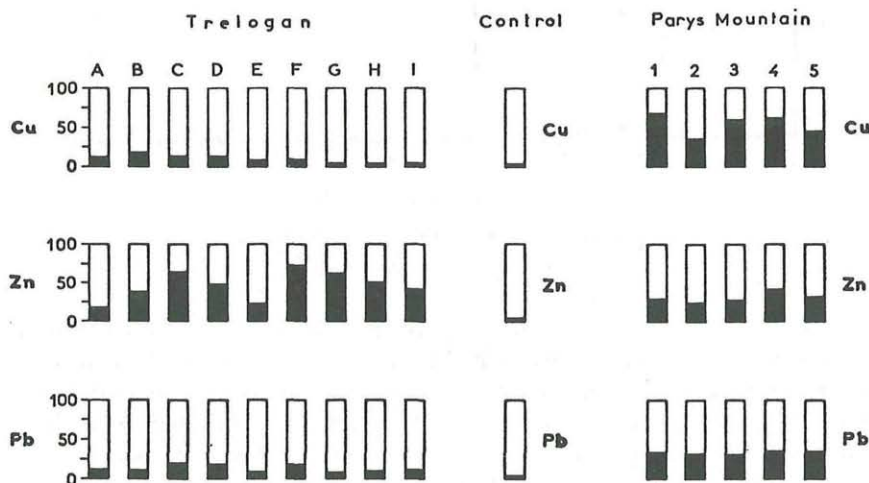 Trelogan Control Parys Mountain
A B C D E F G H I 1 2 3 4 5
100
Cu 50 Cu Cu
0
100
Zn 50 Zn Zn
0
100
Pb 50 Pb Pb
0